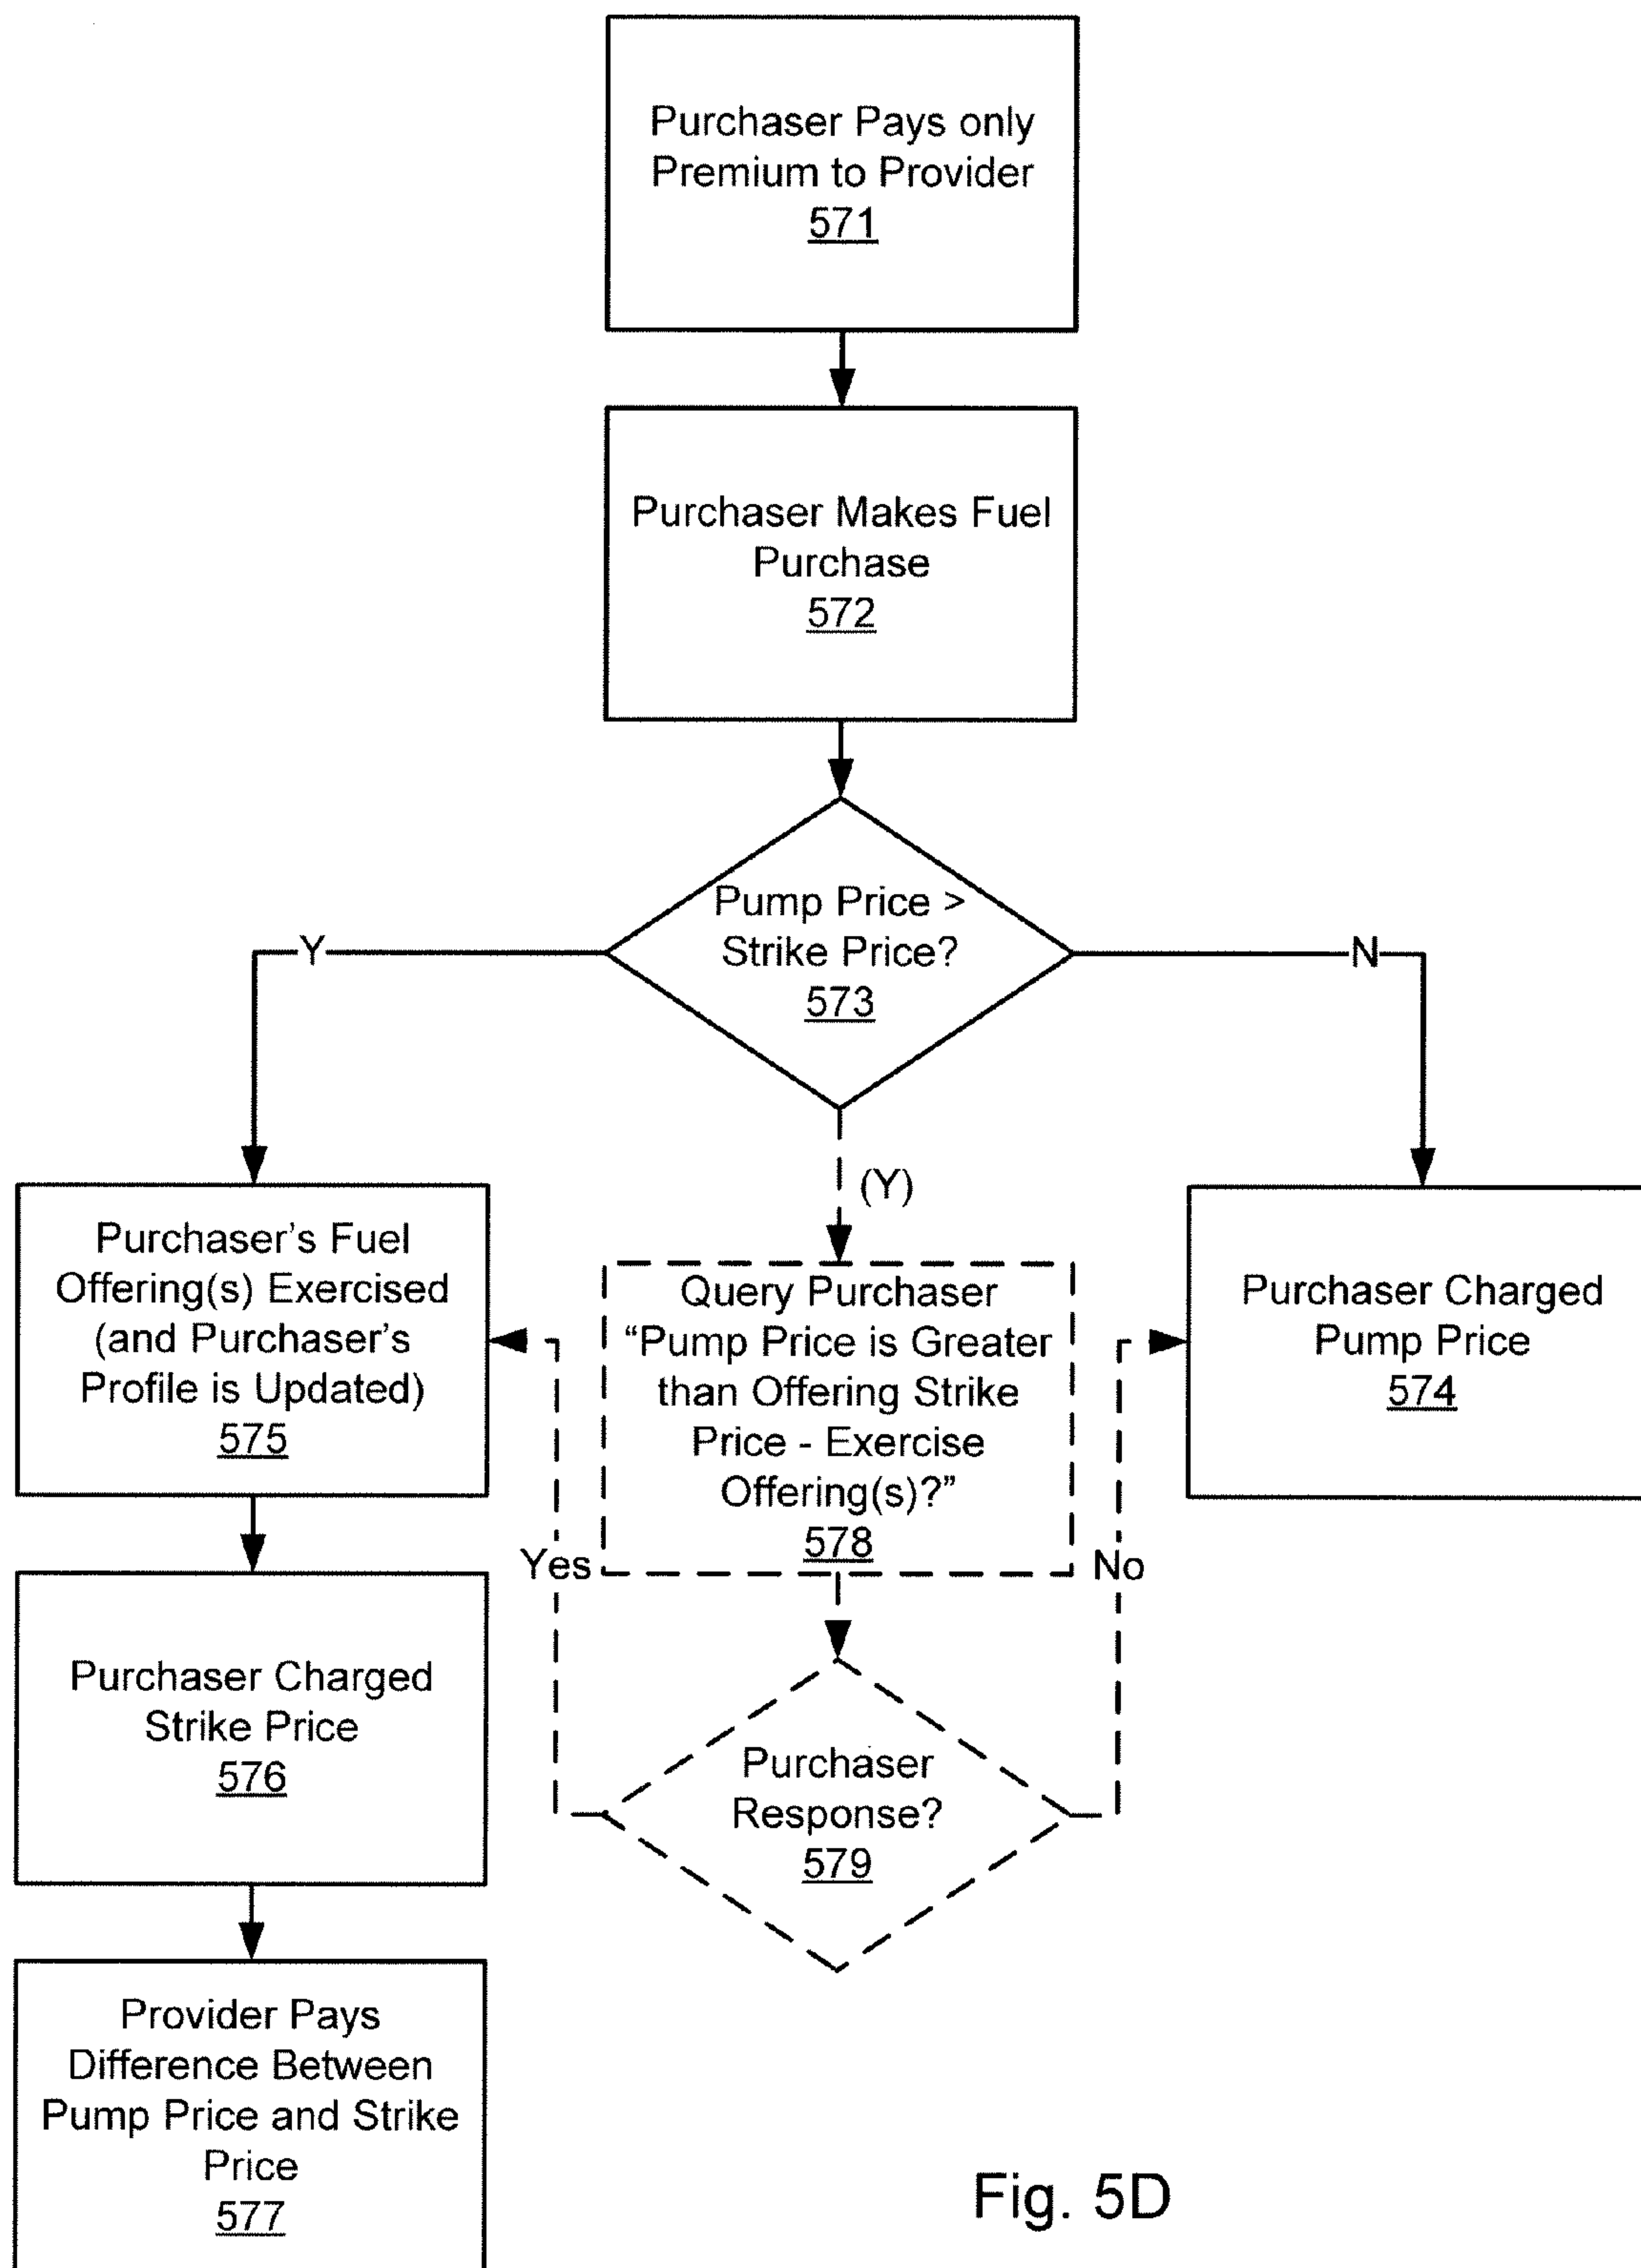 Purchaser Pays only
Premium to Provider
571
Purchaser Makes Fuel
Purchase
572
Pump Price >
Strike Price?
573
Y
N
(Y)
Purchaser's Fuel
Offering(s) Exercised
(and Purchaser's
Profile is Updated)
575
Query Purchaser
“Pump Price is Greater
than Offering Strike
Price - Exercise
Offering(s)?”
578
Purchaser Charged
Pump Price
574
Yes
No
Purchaser Charged
Strike Price
576
Purchaser
Response?
579
Provider Pays
Difference Between
Pump Price and Strike
Price
577
Fig. 5D